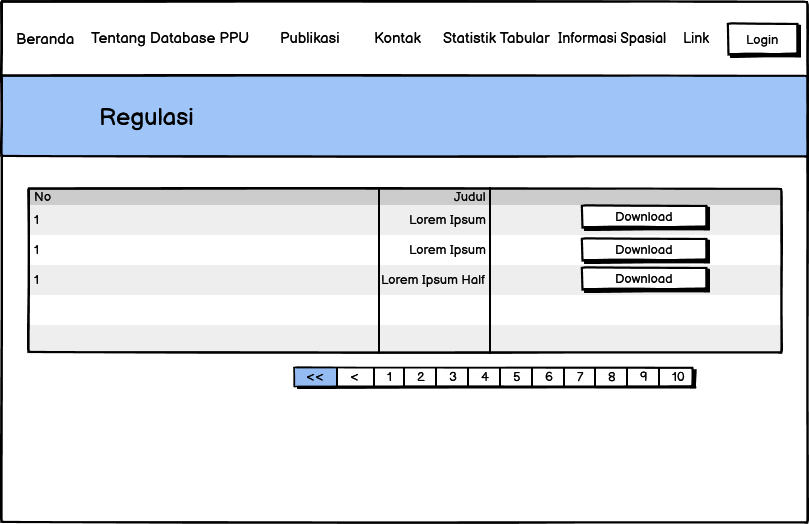 Beranda Tentang Database PPU Publikasi Kontak Statistik Tabular Informasi Spasial Link Login
Regulasi
No Judul
1 Lorem Ipsum Download
1 Lorem Ipsum Download
1 Lorem Ipsum Half Download
<< < 1 2 3 4 5 6 7 8 9 10